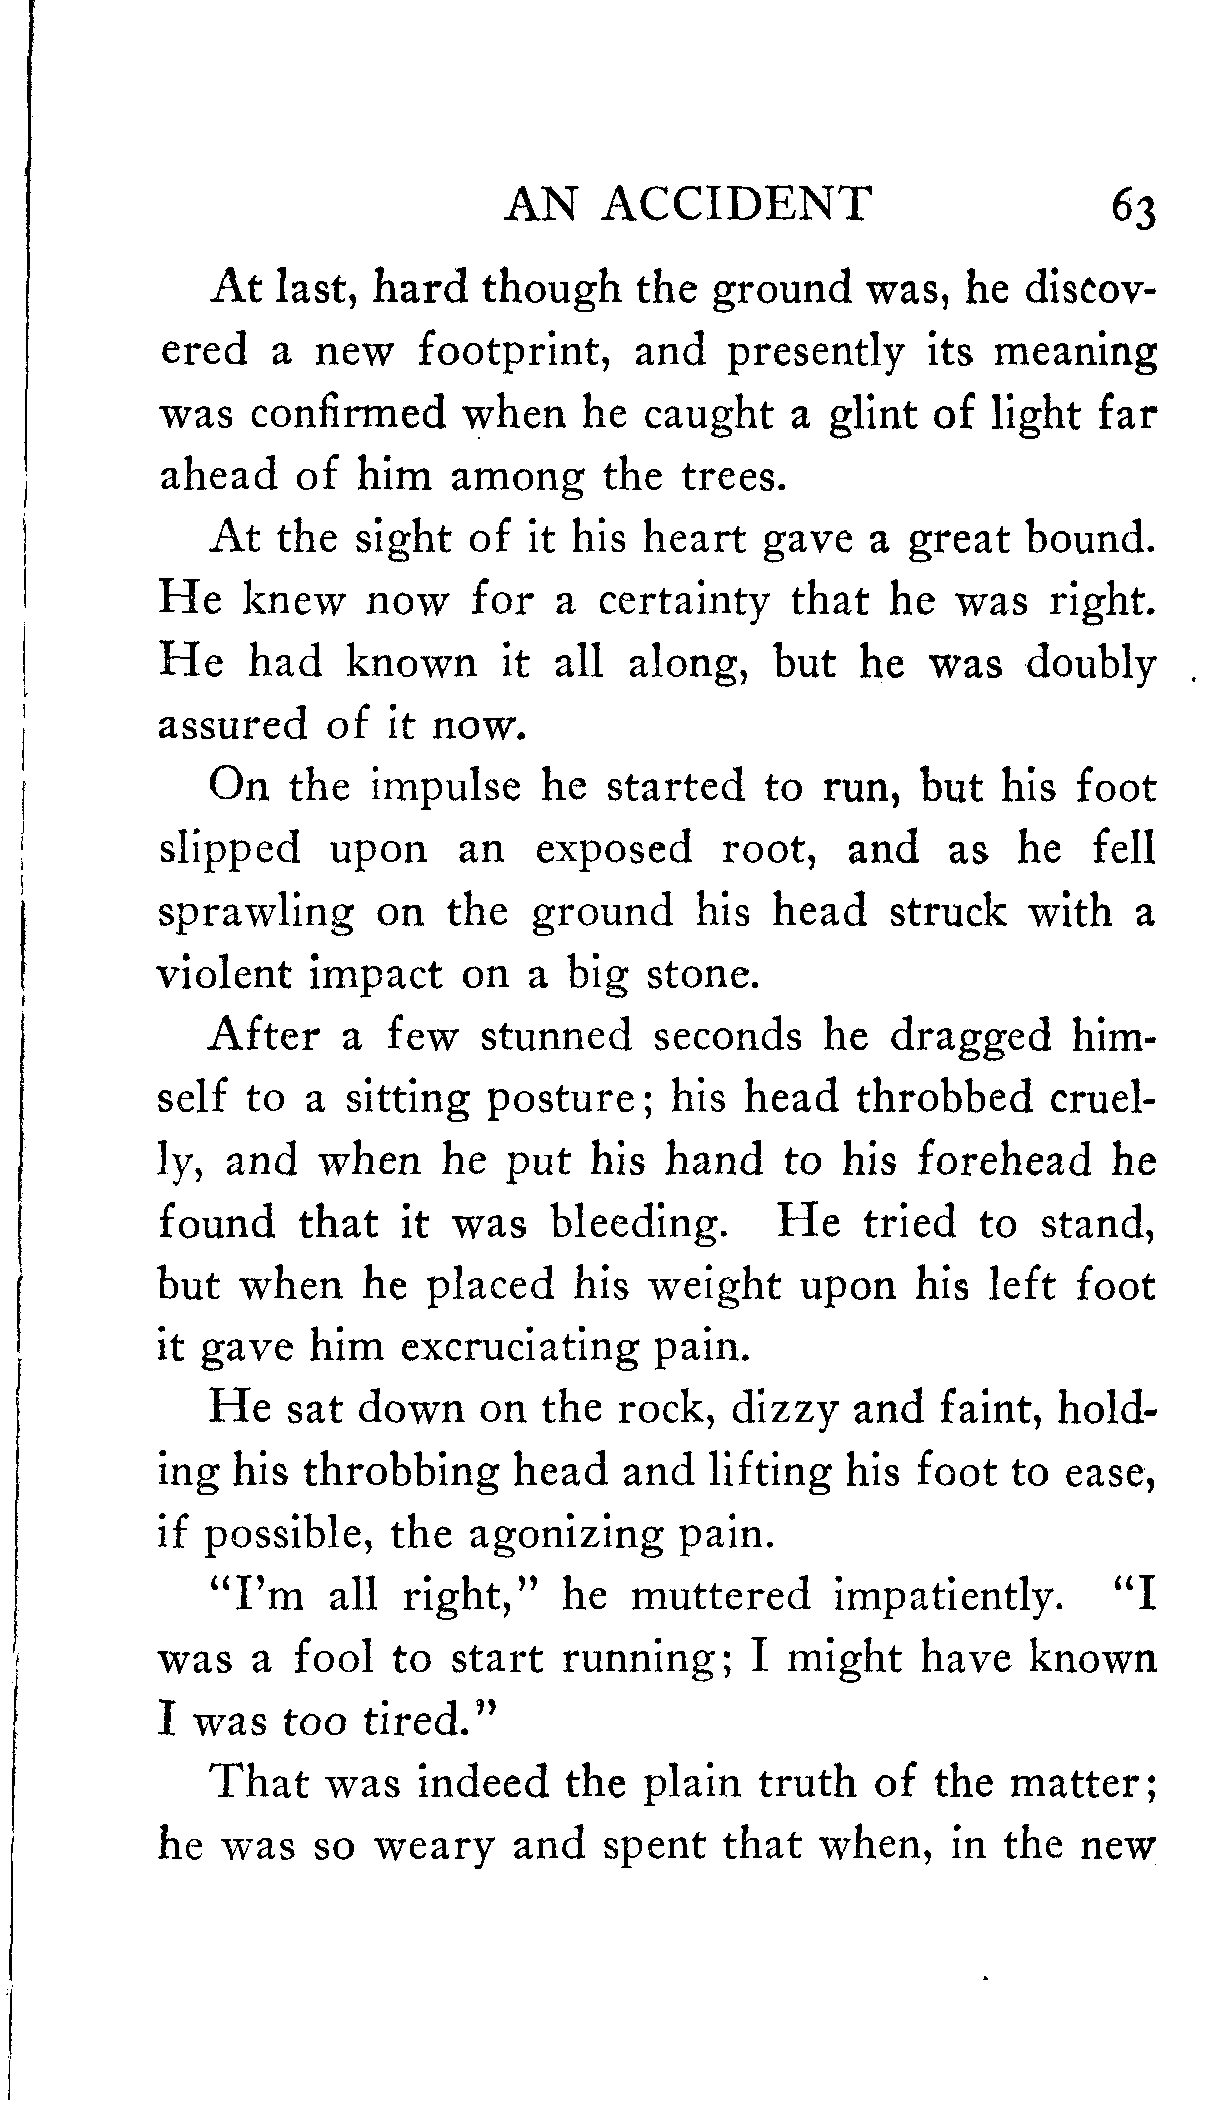 AN ACCIDENT 63
At last, hard though the ground was, he discov-
ered a new footprint, and presently its meaning
was confirmed when he caught a glint of light far
ahead of him among the trees.
At the sight of it his heart gave a great bound.
He knew now for a certainty that he was right.
He had known it all along, but he was doubly
assured of it now.
On the impulse he started to run, but his foot
slipped upon an exposed root, and as he fell
sprawling on the ground his head struck with a
violent impact on a big stone.
After a few stunned seconds he dragged him-
self to a sitting posture; his head throbbed cruel-
ly, and when he put his hand to his forehead he
found that it was bleeding. He tried to stand,
but when he placed his weight upon his left foot
it gave him excruciating pain.
He sat down on the rock, dizzy and faint, hold-
ing his throbbing head and lifting his foot to ease,
if possible, the agonizing pain.
"I'm all right," he muttered impatiently. "I
was a fool to start running; I might have known
I was too tired."
That was indeed the plain truth of the matter;
he was so weary and spent that when, in the new